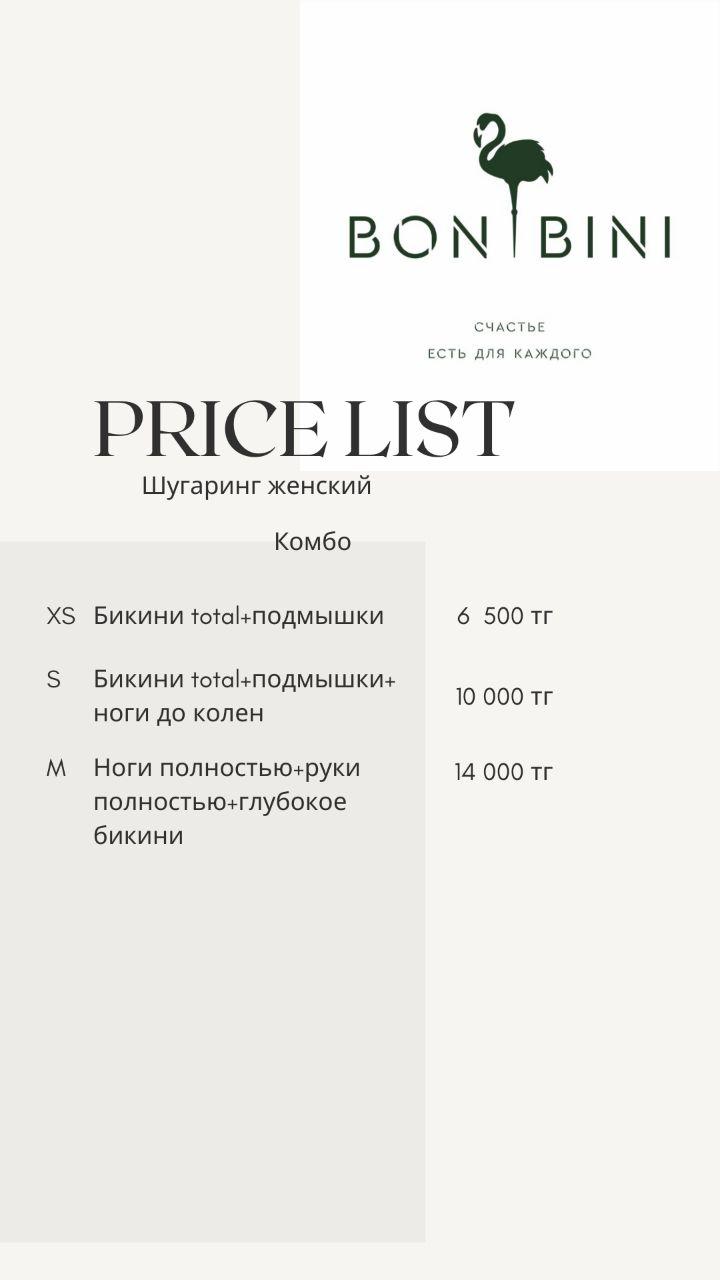 BON BINI
СЧАСТЬЕ
ЕСТЬ ДЛЯ КАЖДОГО
PRICE LIST
Шугаринг женский
Комбо
XS Бикини total+подмышки 6 500 тг
S Бикини total+подмышки+
ноги до колен 10 000 тг
M Ноги полностью+руки 14 000 тг
полностью+глубокое
бикини